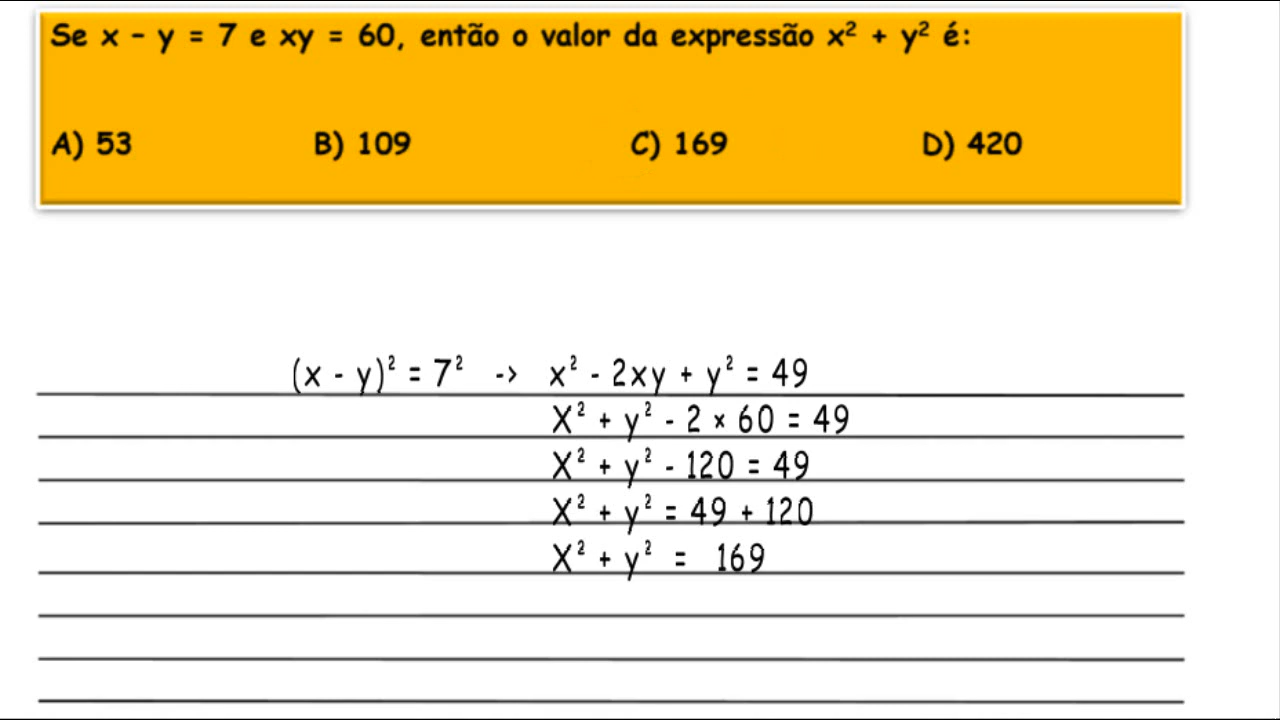 Se x - y = 7 e xy = 60, então o valor da expressão x² + y² é:
A) 53 B) 109 C) 169 D) 420
(x - y)² = 7² -> x² - 2xy + y² = 49
X² + y² - 2 × 60 = 49
X² + y² - 120 = 49
X² + y² = 49 + 120
X² + y² = 169